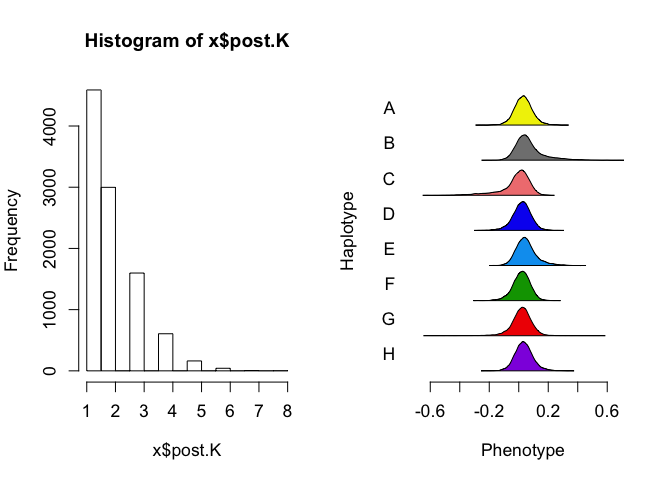 Histogram of x$post.K
Frequency
0
1000
2000
3000
4000
1 2 3 4 5 6 7 8
x$post.K
Haplotype
A
B
C
D
E
F
G
H
-0.6 -0.2 0.2 0.6
Phenotype